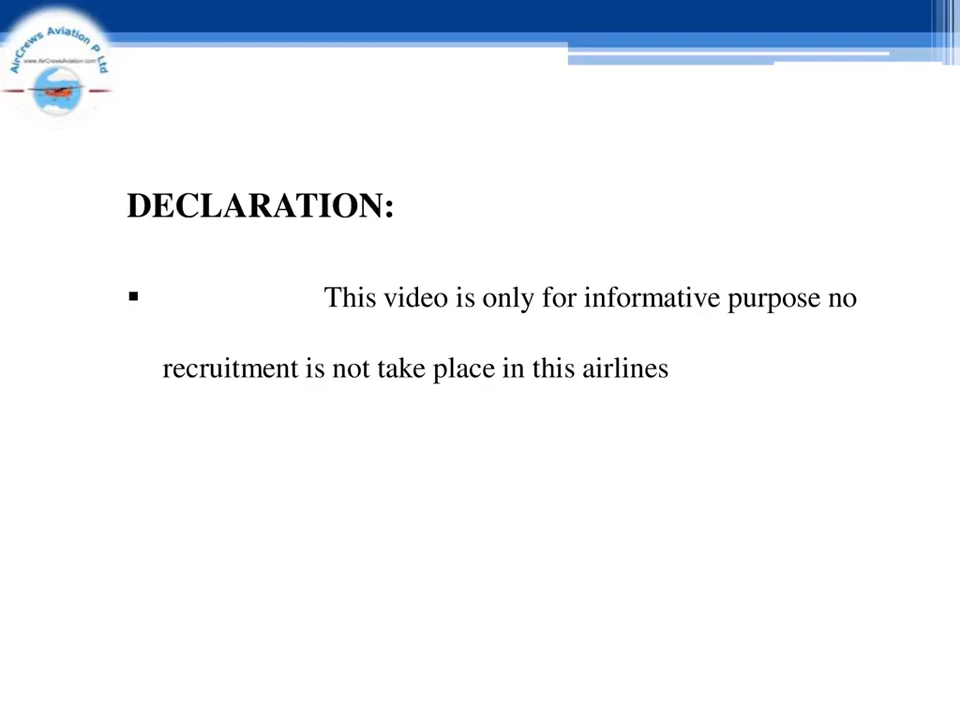 AirCrews Aviation P Ltd
www.AirCrewsAviation.com
DECLARATION:
▪ This video is only for informative purpose no
recruitment is not take place in this airlines